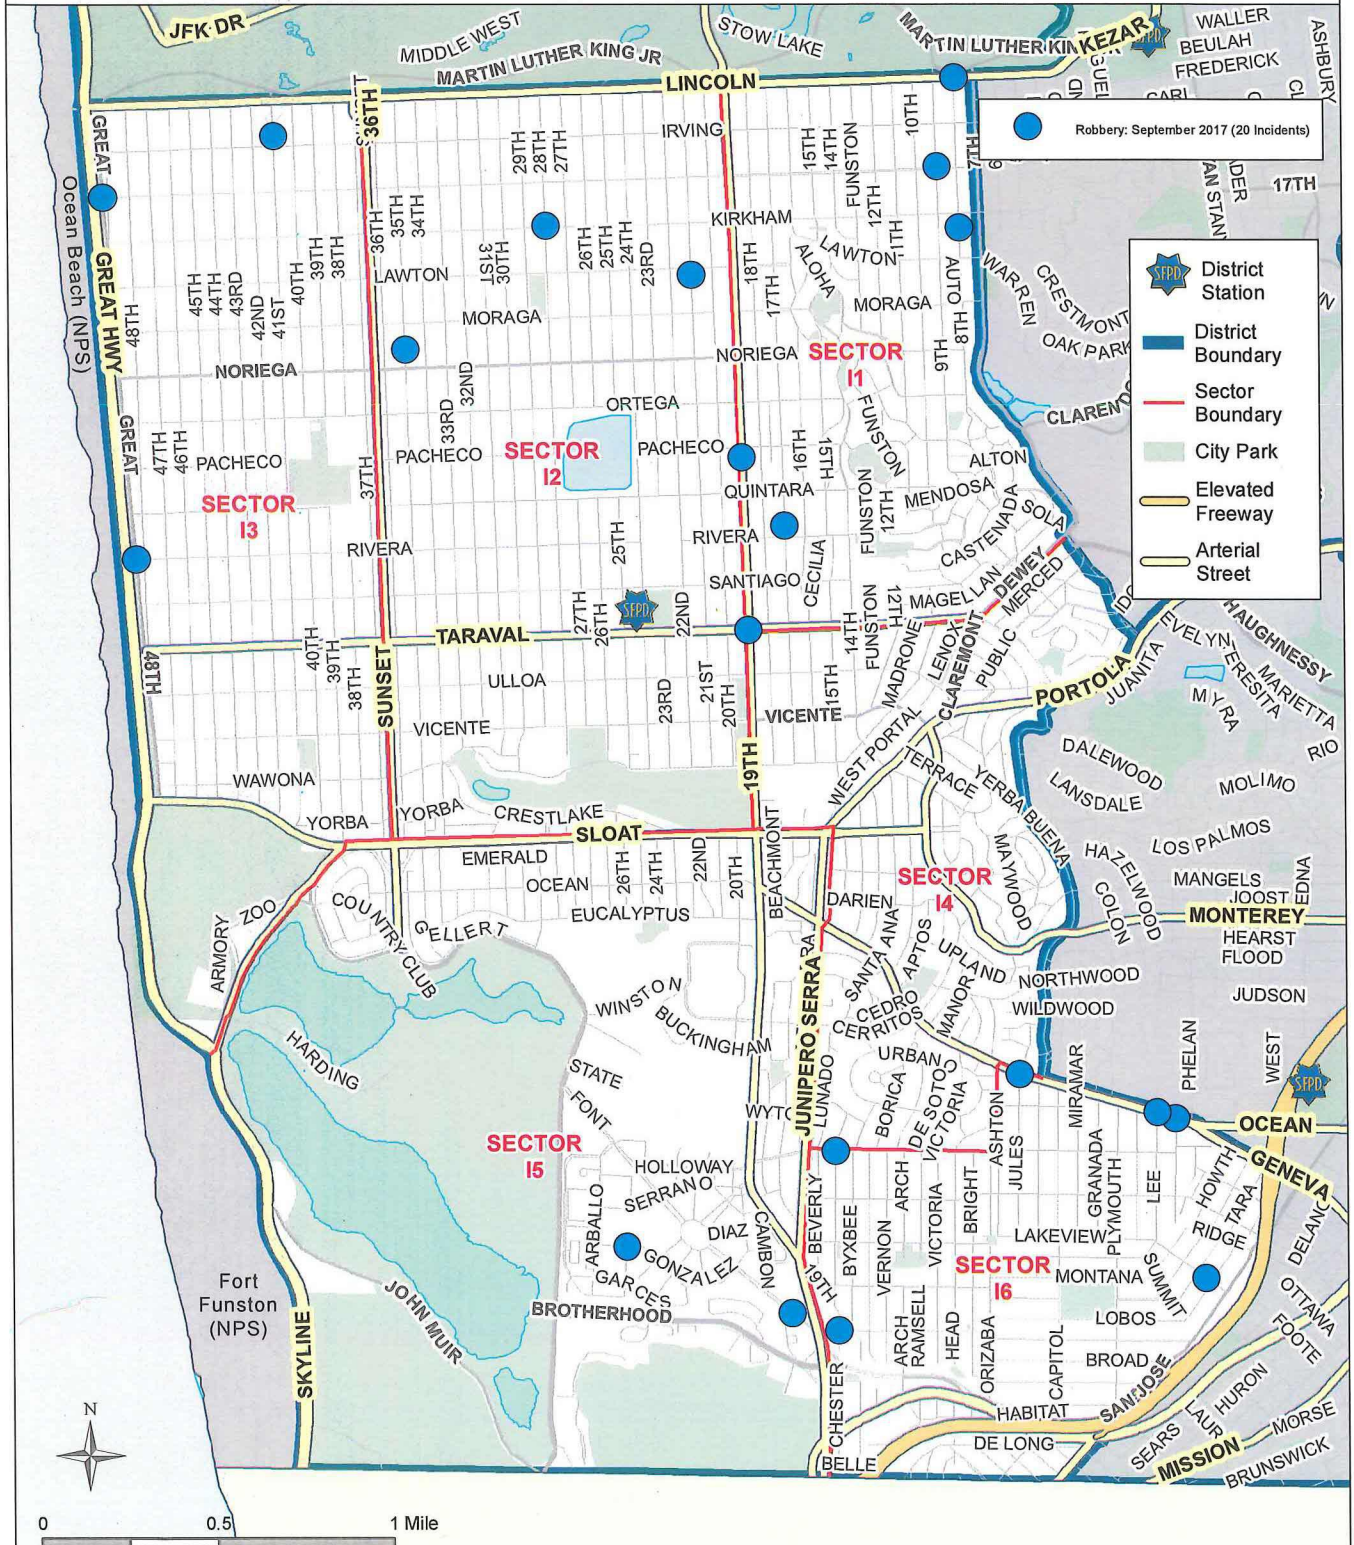 JFK DR
MIDDLE WEST
MARTIN LUTHER KING JR
STOW LAKE
MARTIN LUTHER KIN
KEZAR
SFPD
WALLER
BEULAH
FREDERICK
ASHBURY
LINCOLN
36TH
GREAT
IRVING
29TH
28TH
27TH
15TH
14TH
FUNSTON
12TH
10TH
7TH
Robbery: September 2017 (20 Incidents)
17TH
Ocean Beach (NPS)
GREAT HWY
36TH
35TH
34TH
KIRKHAM
LAWTON
ALOHA
AUTO
WARREN
CRESTMONT
OAK PARK
45TH
44TH
43RD
42ND
41ST
40TH
39TH
38TH
LAWTON
31ST
30TH
26TH
25TH
24TH
23RD
18TH
17TH
MORAGA
8TH
9TH
48TH
MORAGA
NORIEGA
NORIEGA
SECTOR
I1
SFPD
District
Station
District
Boundary
Sector
Boundary
City Park
Elevated
Freeway
Arterial
Street
32ND
33RD
ORTEGA
GREAT
47TH
46TH
PACHECO
37TH
PACHECO
SECTOR
I2
PACHECO
16TH
15TH
FUNSTON
ALTON
SECTOR
I3
QUINTARA
FUNSTON
12TH
MENDOSA
SOLA
CASTENADA
RIVERA
25TH
RIVERA
SANTIAGO
CECILIA
DEWEY
MERCED
MAGELLAN
SFPD
TARAVAL
27TH
26TH
22ND
14TH
FUNSTON
12TH
MADRONE
LENOX
CLAREMONT
PUBLIC
PORTOLA
JUANITA
EVELYN
TERESITA
MARIETTA
MYRA
RIO
48TH
40TH
39TH
38TH
SUNSET
ULLOA
23RD
21ST
20TH
15TH
VICENTE
VICENTE
WEST PORTAL
TERRACE
DALEWOOD
LANSDALE
MOLIMO
WAWONA
19TH
YERBA BUENA
YORBA
YORBA
CRESTLAKE
SLOAT
BEACHMONT
MAYWOOD
LOS PALMOS
HAZELWOOD
COLON
MANGELS
JOOST
EDNA
EMERALD
OCEAN
EUCALYPTUS
26TH
24TH
22ND
20TH
DARIEN
SECTOR
I4
MONTEREY
HEARST
FLOOD
JUDSON
ARMORY
ZOO
COUNTRY CLUB
GELLERT
SANTA ANA
APTOS
UPLAND
NORTHWOOD
WILDWOOD
MANOR
CEDRO
CERRITOS
WINSTON
BUCKINGHAM
JUNIPERO SERRA
HARDING
STATE
FONT
LUNADO
URBANO
BORICA
DE SOTO
VICTORIA
ASHTON
JULES
MIRAMAR
PHELAN
WEST
SFPD
OCEAN
GENEVA
SECTOR
I5
HOLLOWAY
SERRANO
ARBALLO
DIAZ
GONZALEZ
GARCES
CAMBON
BEVERLY
BYXBEE
VERNON
ARCH
VICTORIA
BRIGHT
GRANADA
PLYMOUTH
LEE
HOWTH
TARA
RIDGE
LAKEVIEW
SECTOR
I6
MONTANA
SUMMIT
LOBOS
BROAD
OTTAWA
FOOTE
Fort
Funston
(NPS)
JOHN MUIR
BROTHERHOOD
SKYLINE
19TH
ARCH
RAMSELL
HEAD
ORIZABA
CAPITOL
CHESTER
HABITAT
DE LONG
SAN JOSE
BELLE
SEARS
HURON
MISSION
MORSE
BRUNSWICK
N
0 0.5 1 Mile